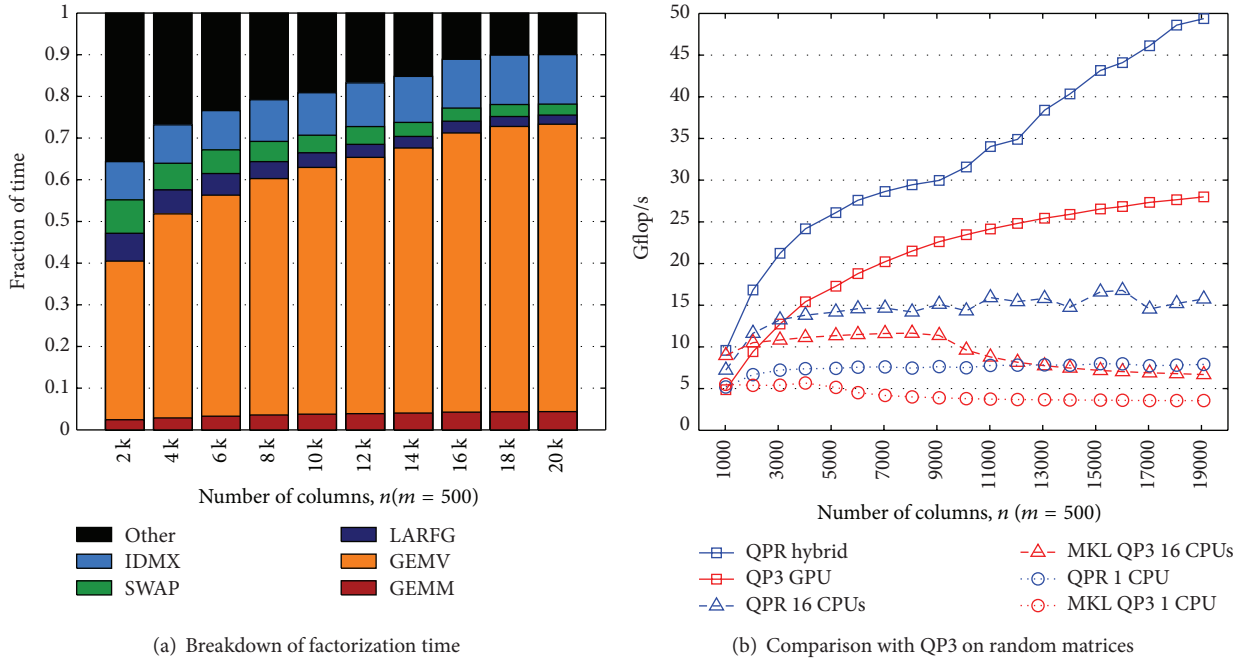 1
0.9
0.8
0.7
0.6
0.5
0.4
0.3
0.2
0.1
0
Fraction of time
2 k
4 k
6 k
8 k
10 k
12 k
14 k
16 k
18 k
20 k
Number of columns, n(m = 500)
Other
IDMX
SWAP
LARFG
GEMV
GEMM
(a) Breakdown of factorization time
50
45
40
35
30
25
20
15
10
5
0
Gflop/s
1000
3000
5000
7000
9000
11000
13000
15000
17000
19000
Number of columns, n (m = 500)
QPR hybrid
QP3 GPU
QPR 16 CPUs
MKL QP3 16 CPUs
QPR 1 CPU
MKL QP3 1 CPU
(b) Comparison with QP3 on random matrices